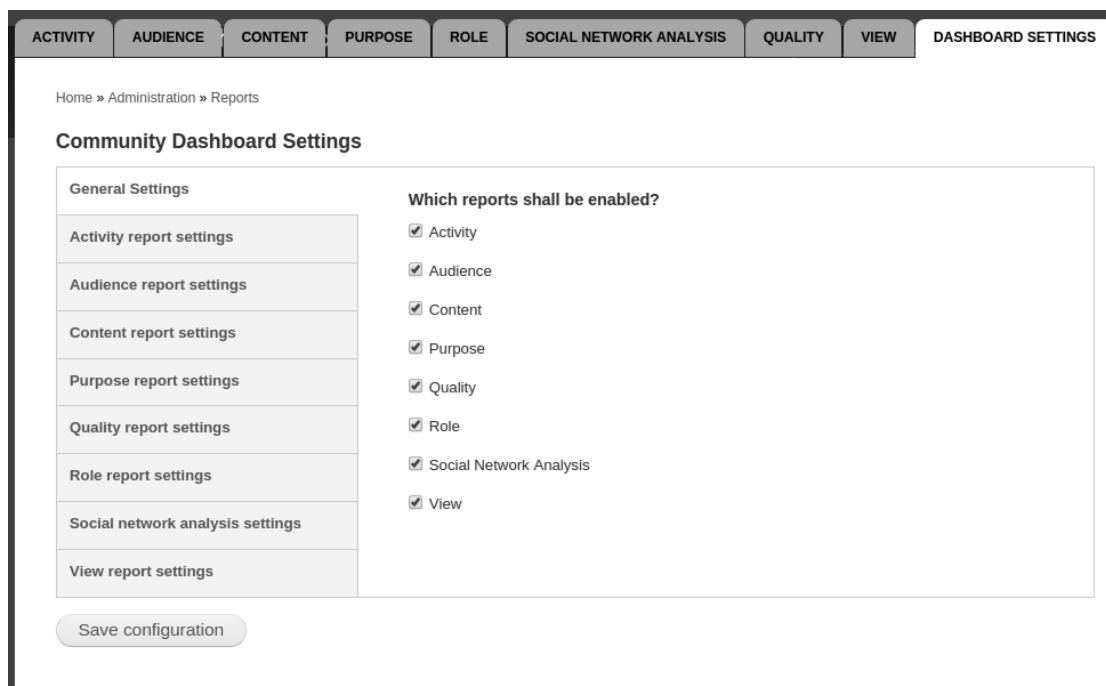 ACTIVITY AUDIENCE CONTENT PURPOSE ROLE SOCIAL NETWORK ANALYSIS QUALITY VIEW DASHBOARD SETTINGS
Home » Administration » Reports
Community Dashboard Settings
General Settings
Activity report settings
Audience report settings
Content report settings
Purpose report settings
Quality report settings
Role report settings
Social network analysis settings
View report settings
Which reports shall be enabled?
Activity
Audience
Content
Purpose
Quality
Role
Social Network Analysis
View
Save configuration